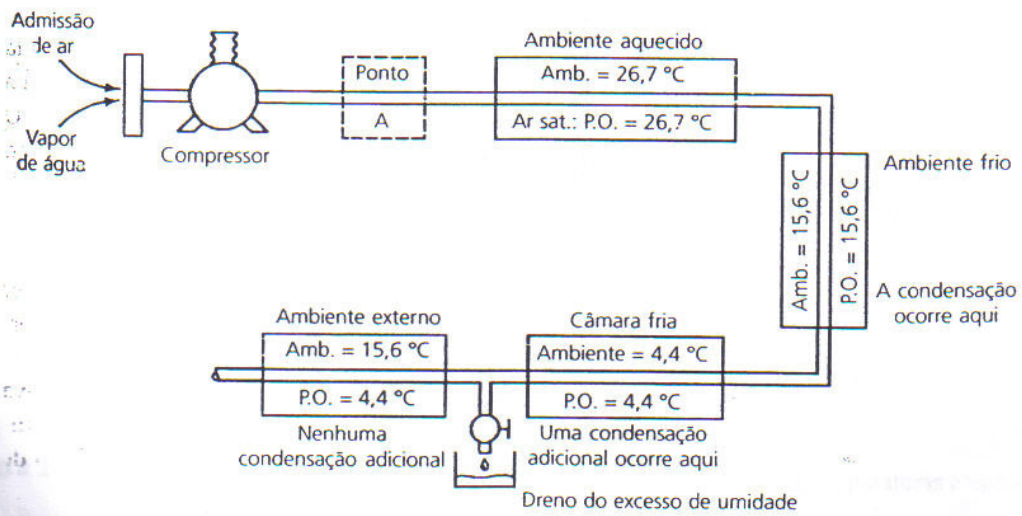 Admissão
de ar
Vapor
de água
Compressor
Ponto
A
Ambiente aquecido
Amb. = 26,7 °C
Ar sat.: P.O. = 26,7 °C
Ambiente frio
Amb. = 15,6 °C
P.O. = 15,6 °C
A condensação
ocorre aqui
Câmara fria
Ambiente = 4,4 °C
P.O. = 4,4 °C
Uma condensação
adicional ocorre aqui
Ambiente externo
Amb. = 15,6 °C
P.O. = 4,4 °C
Nenhuma
condensação adicional
Dreno do excesso de umidade